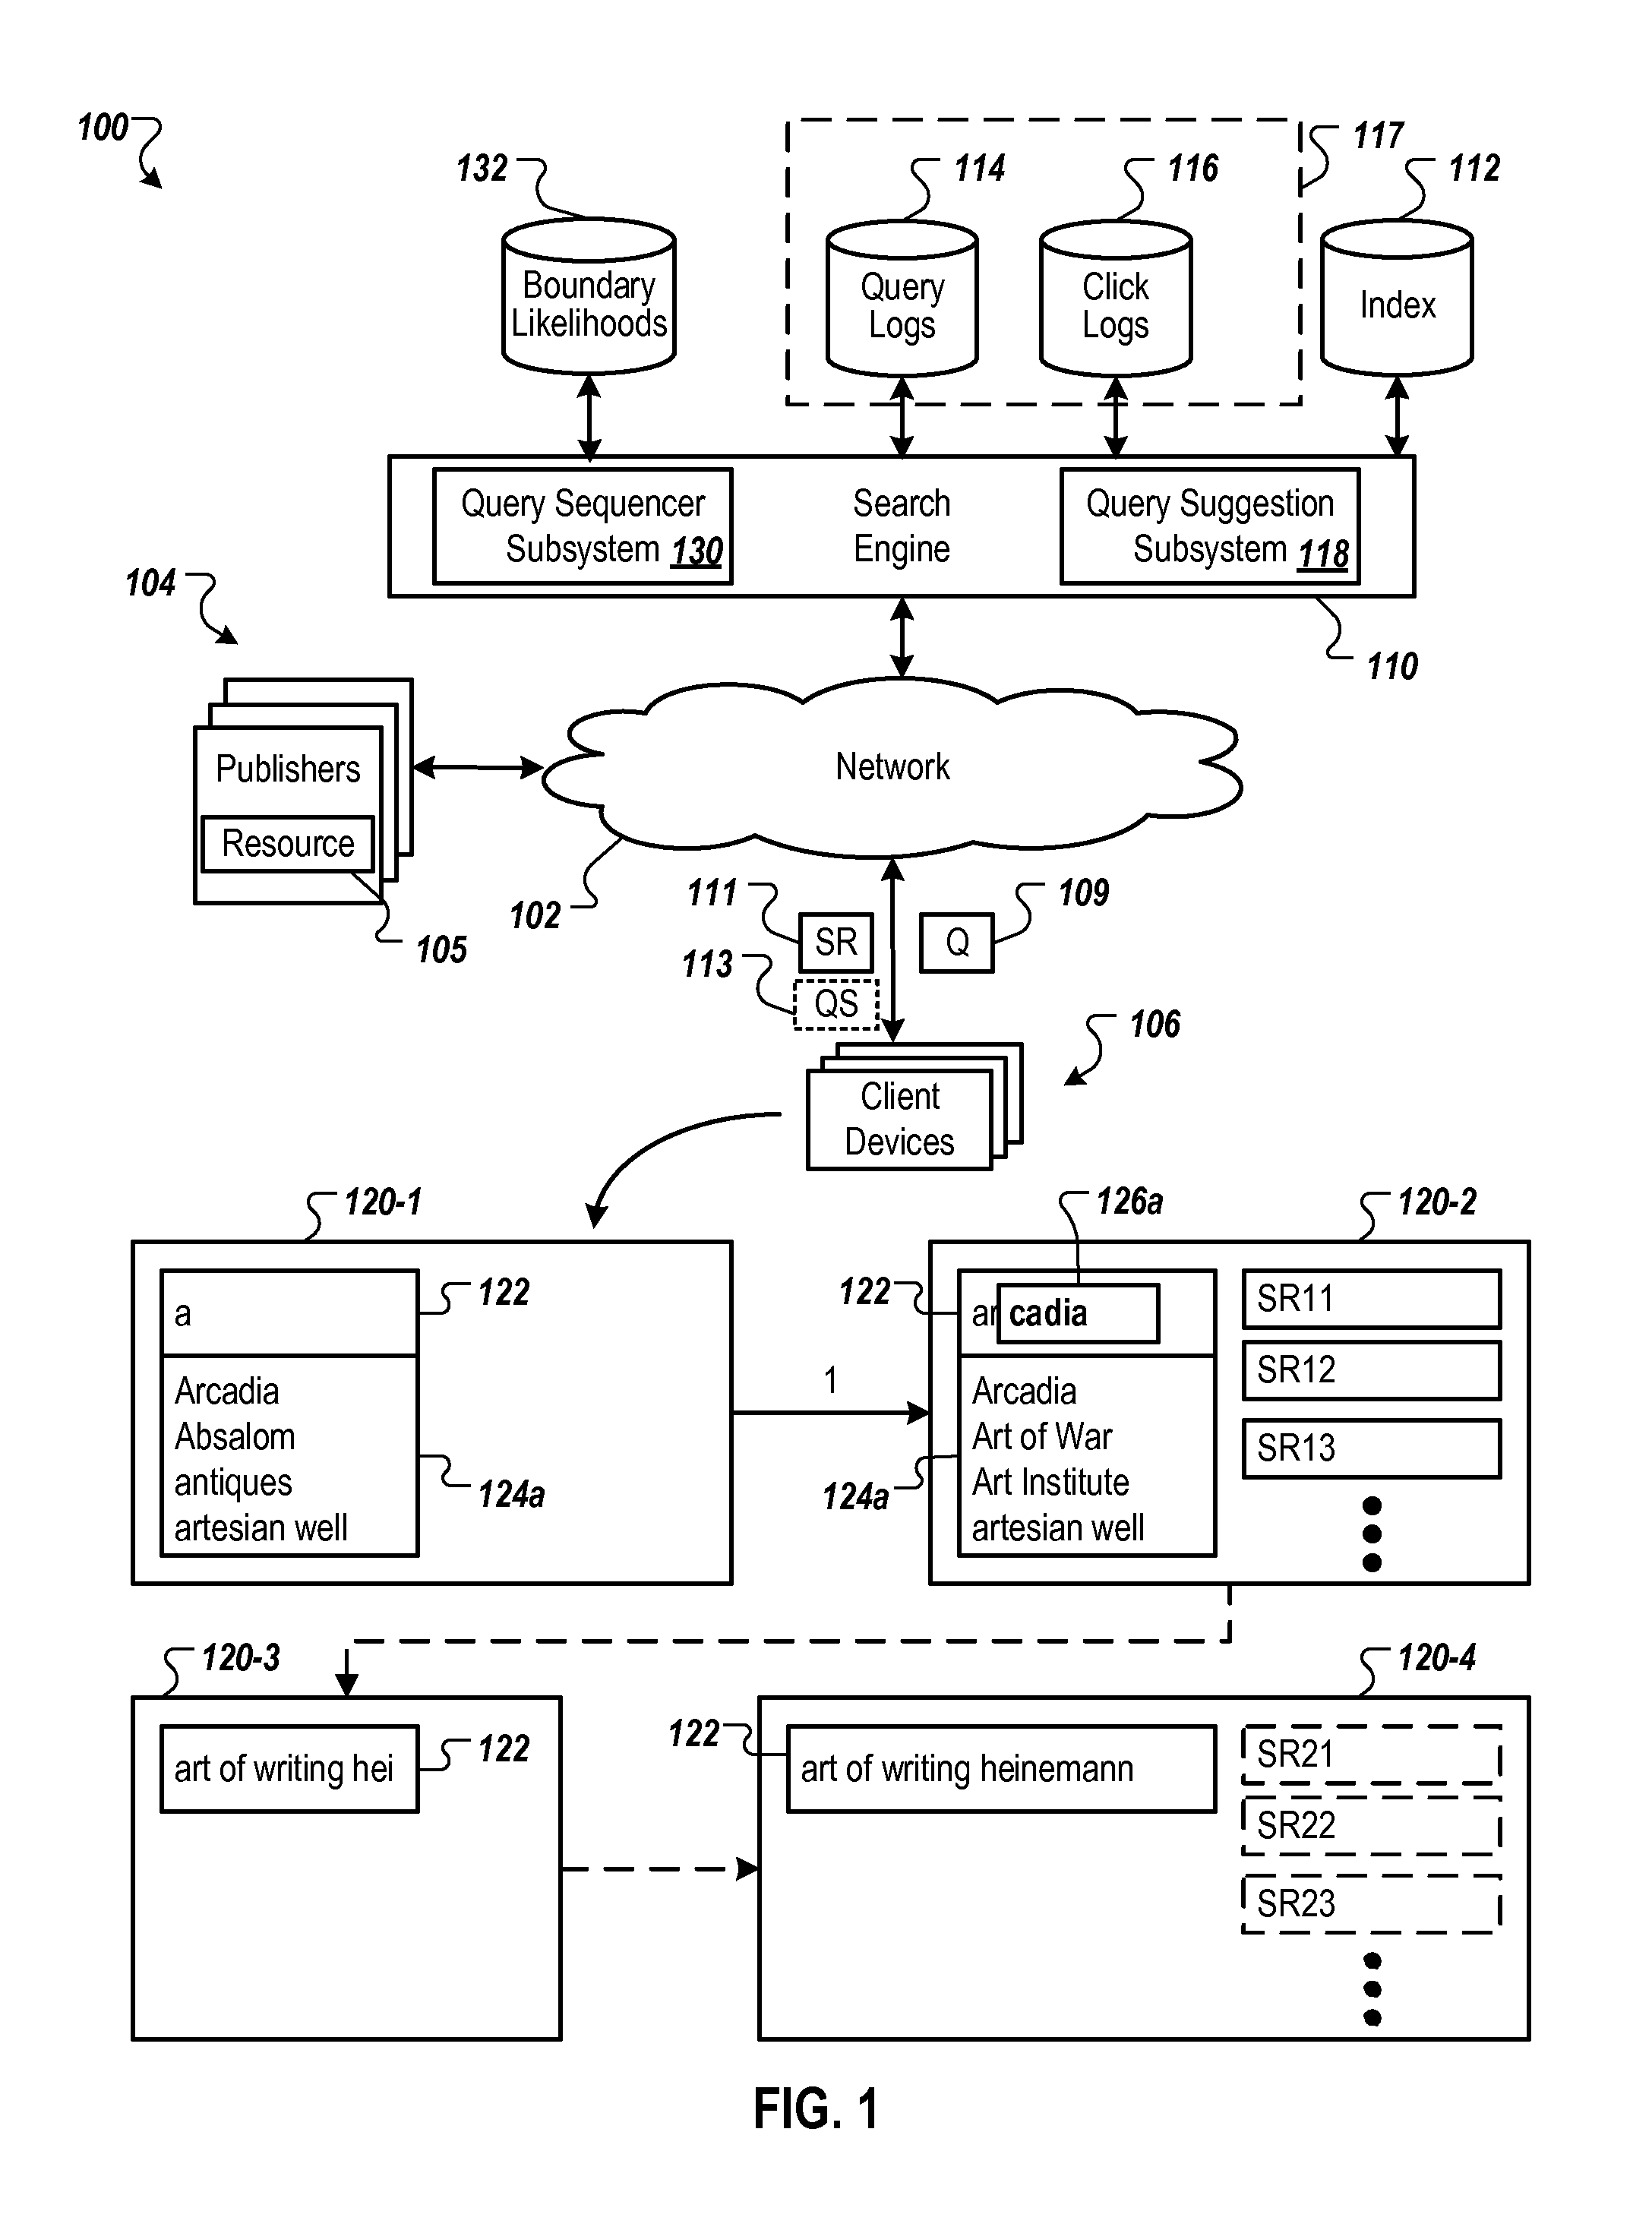 100
132
114
116
117
112
Boundary
Likelihoods
Query
Logs
Click
Logs
Index
Query Sequencer
Subsystem 130
Search
Engine
Query Suggestion
Subsystem 118
104
110
Publishers
Resource
Network
102
105
111
SR
Q
109
113
QS
106
Client
Devices
120-1
126a
120-2
a
122
122
ar
cadia
SR11
SR12
SR13
Arcadia
Absalom
antiques
artesian well
124a
1
124a
Arcadia
Art of War
Art Institute
artesian well
120-3
120-4
art of writing hei
122
122
art of writing heinemann
SR21
SR22
SR23
FIG. 1